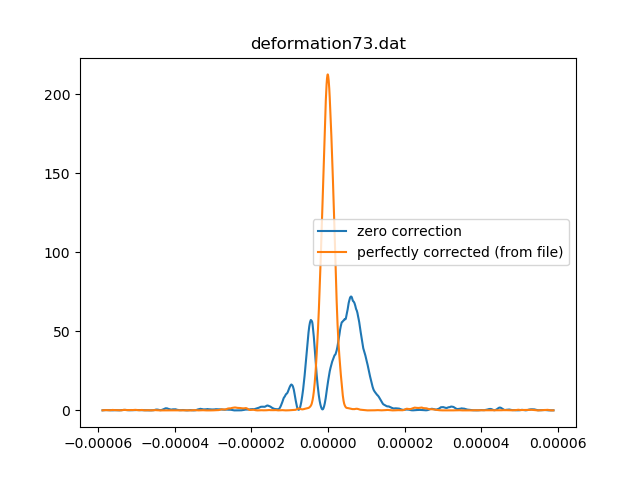 deformation73.dat
200
150
100
50
0
zero correction
perfectly corrected (from file)
−0.00006 −0.00004 −0.00002 0.00000 0.00002 0.00004 0.00006